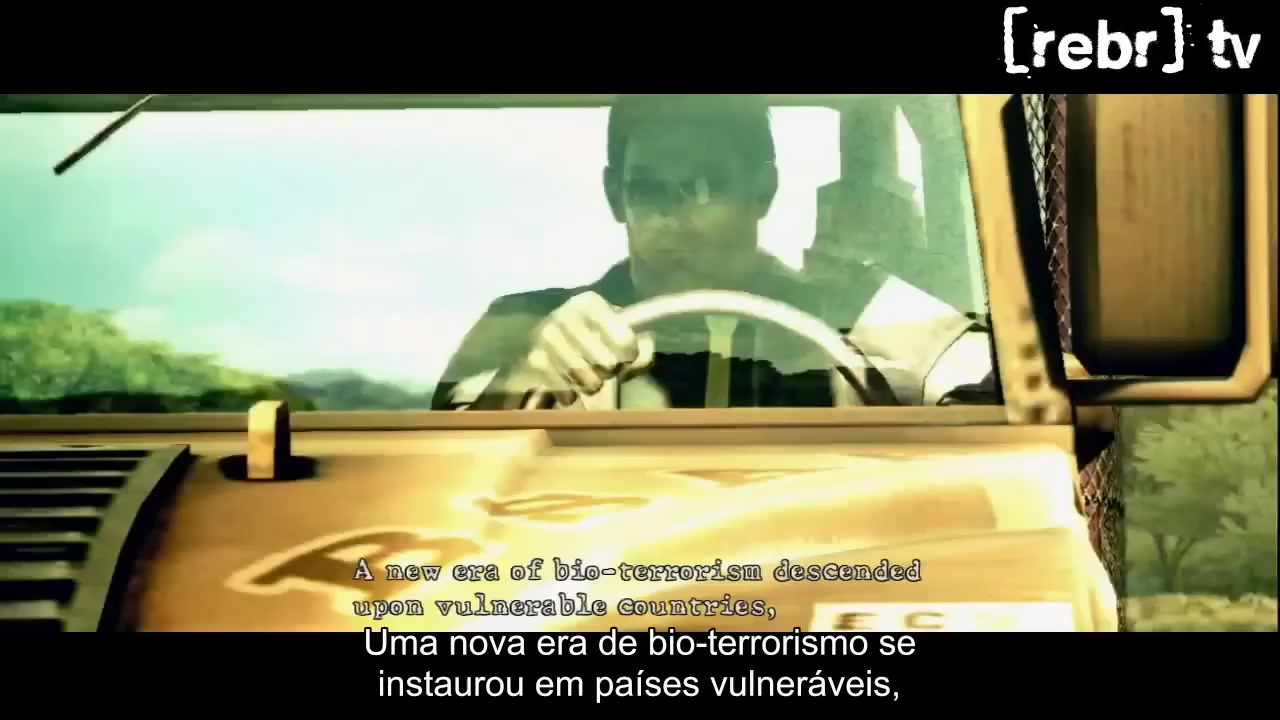 [rebr] tv
A new era of bio-terrorism descended
upon vulnerable countries,
Uma nova era de bio-terrorismo se
instaurou em países vulneráveis,